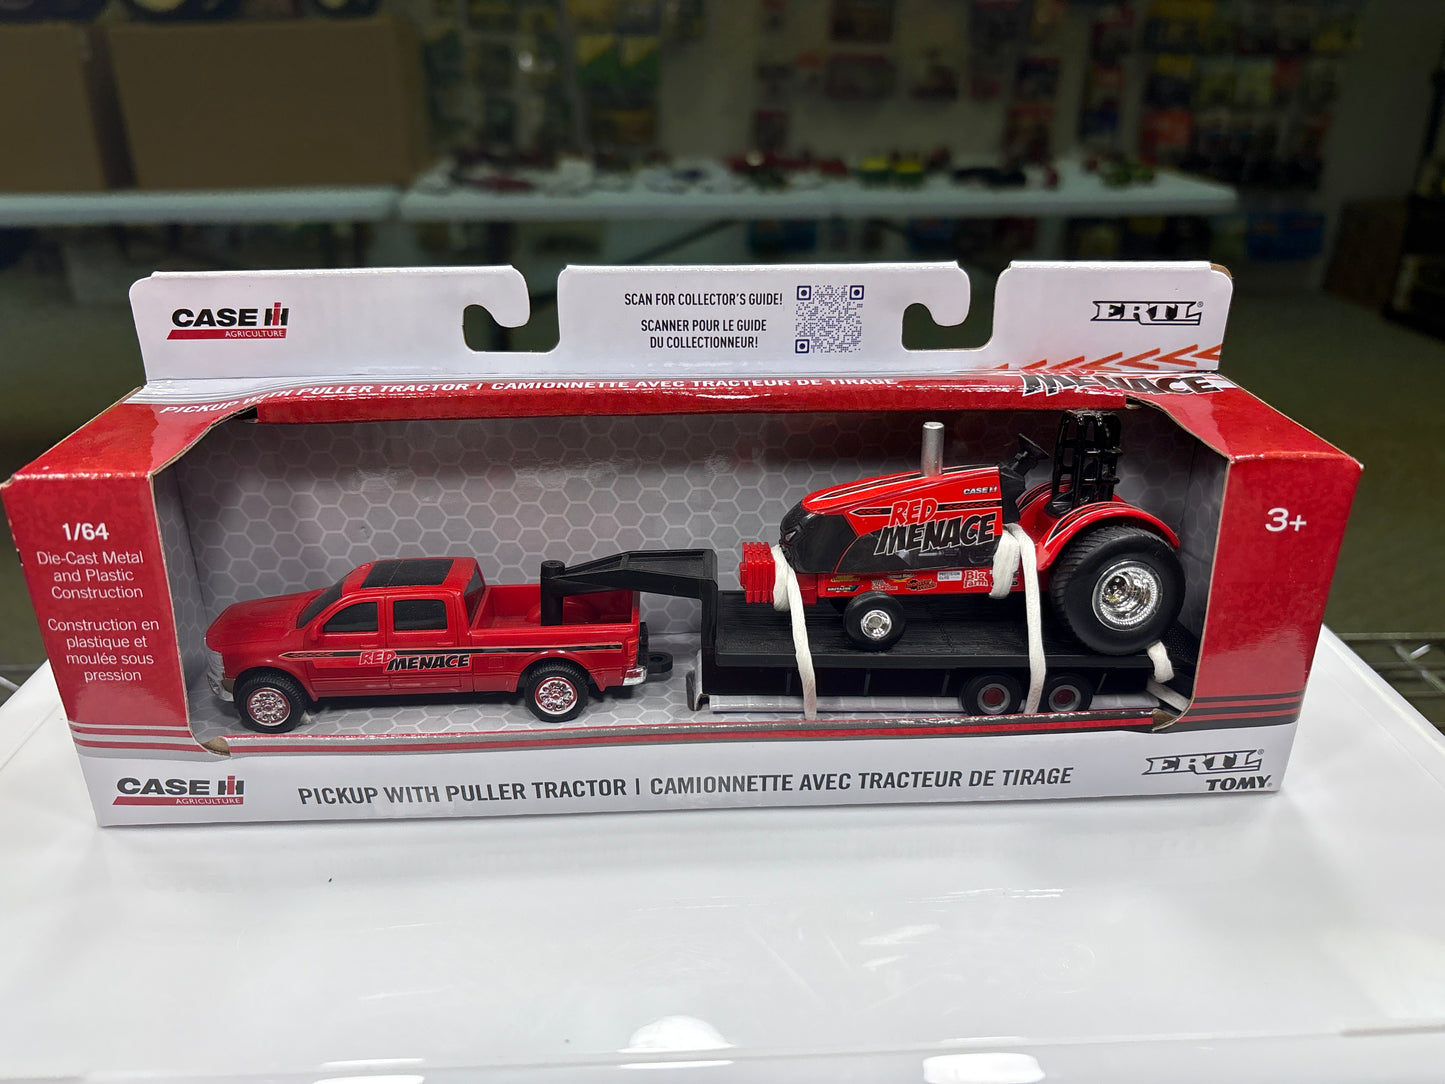 CASE IH
AGRICULTURE
SCAN FOR COLLECTOR'S GUIDE!
SCANNER POUR LE GUIDE
DU COLLECTIONNEUR!
ERTL®
PICKUP WITH PULLER TRACTOR | CAMIONNETTE AVEC TRACTEUR DE TIRAGE
MENACE
1/64
Die-Cast Metal
and Plastic
Construction
Construction en
plastique et
moulée sous
pression
3+
CASE IH
RED
MENACE
Big
Farm
RED MENACE
CASE IH
AGRICULTURE
PICKUP WITH PULLER TRACTOR | CAMIONNETTE AVEC TRACTEUR DE TIRAGE
ERTL®
TOMY®